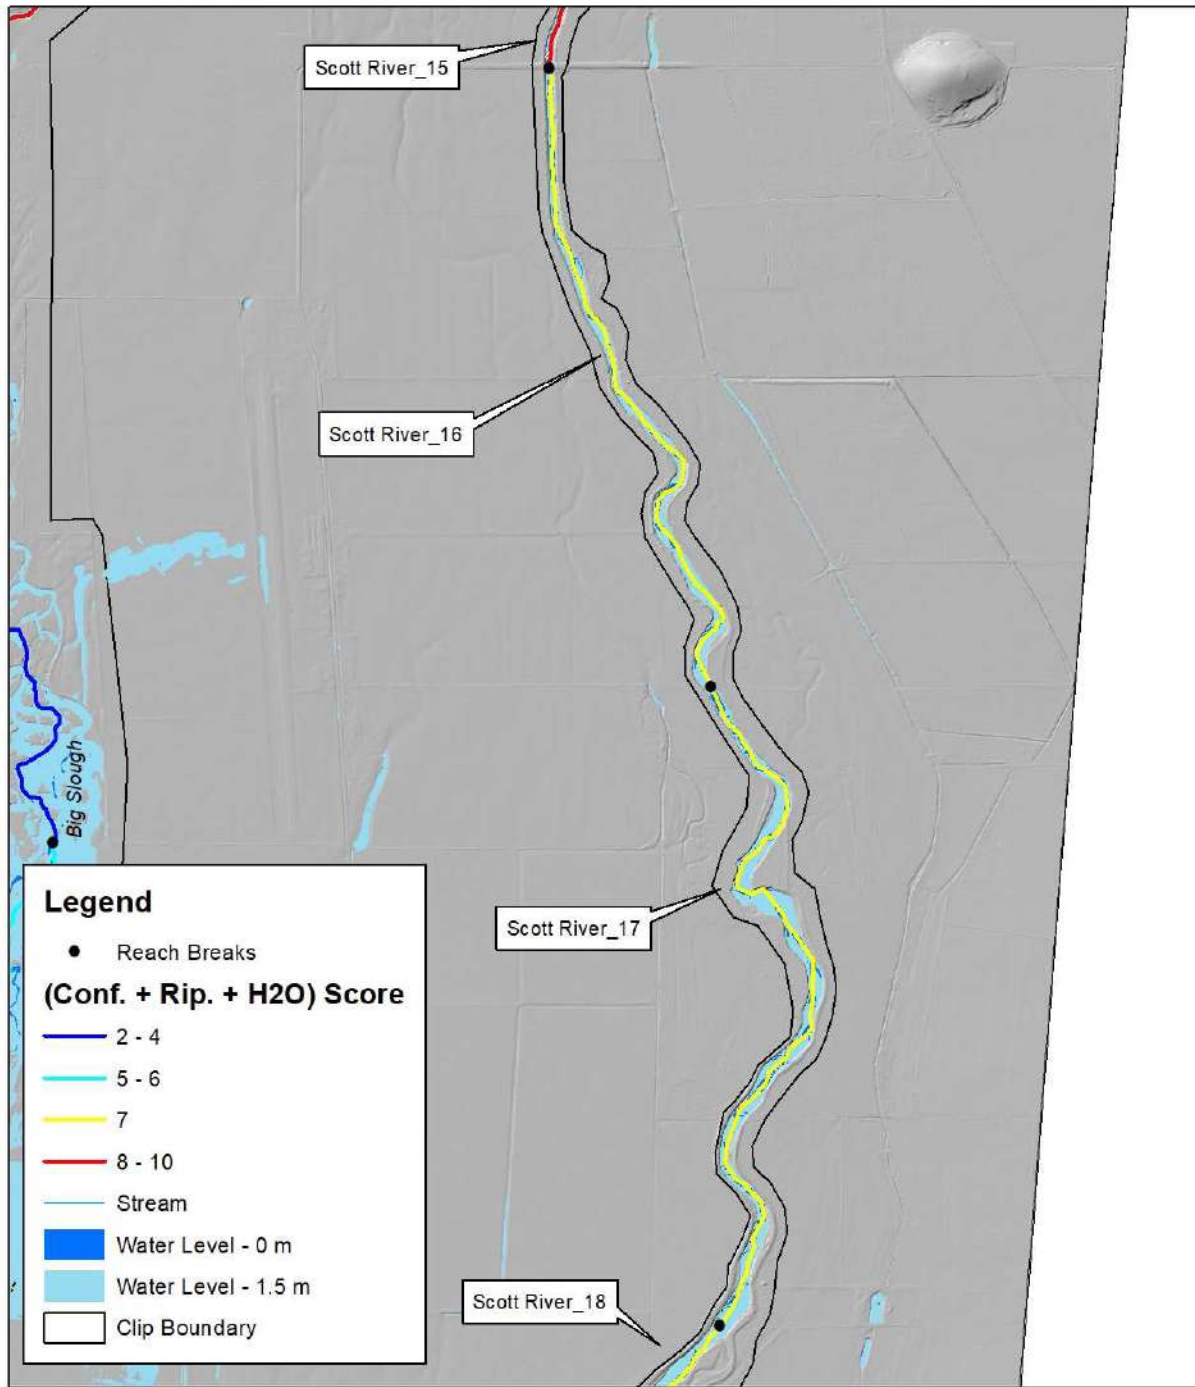 Scott River_15
Scott River_16
Big Slough
Scott River_17
Scott River_18
Legend
Reach Breaks
(Conf. + Rip. + H2O) Score
2 - 4
5 - 6
7
8 - 10
Stream
Water Level - 0 m
Water Level - 1.5 m
Clip Boundary